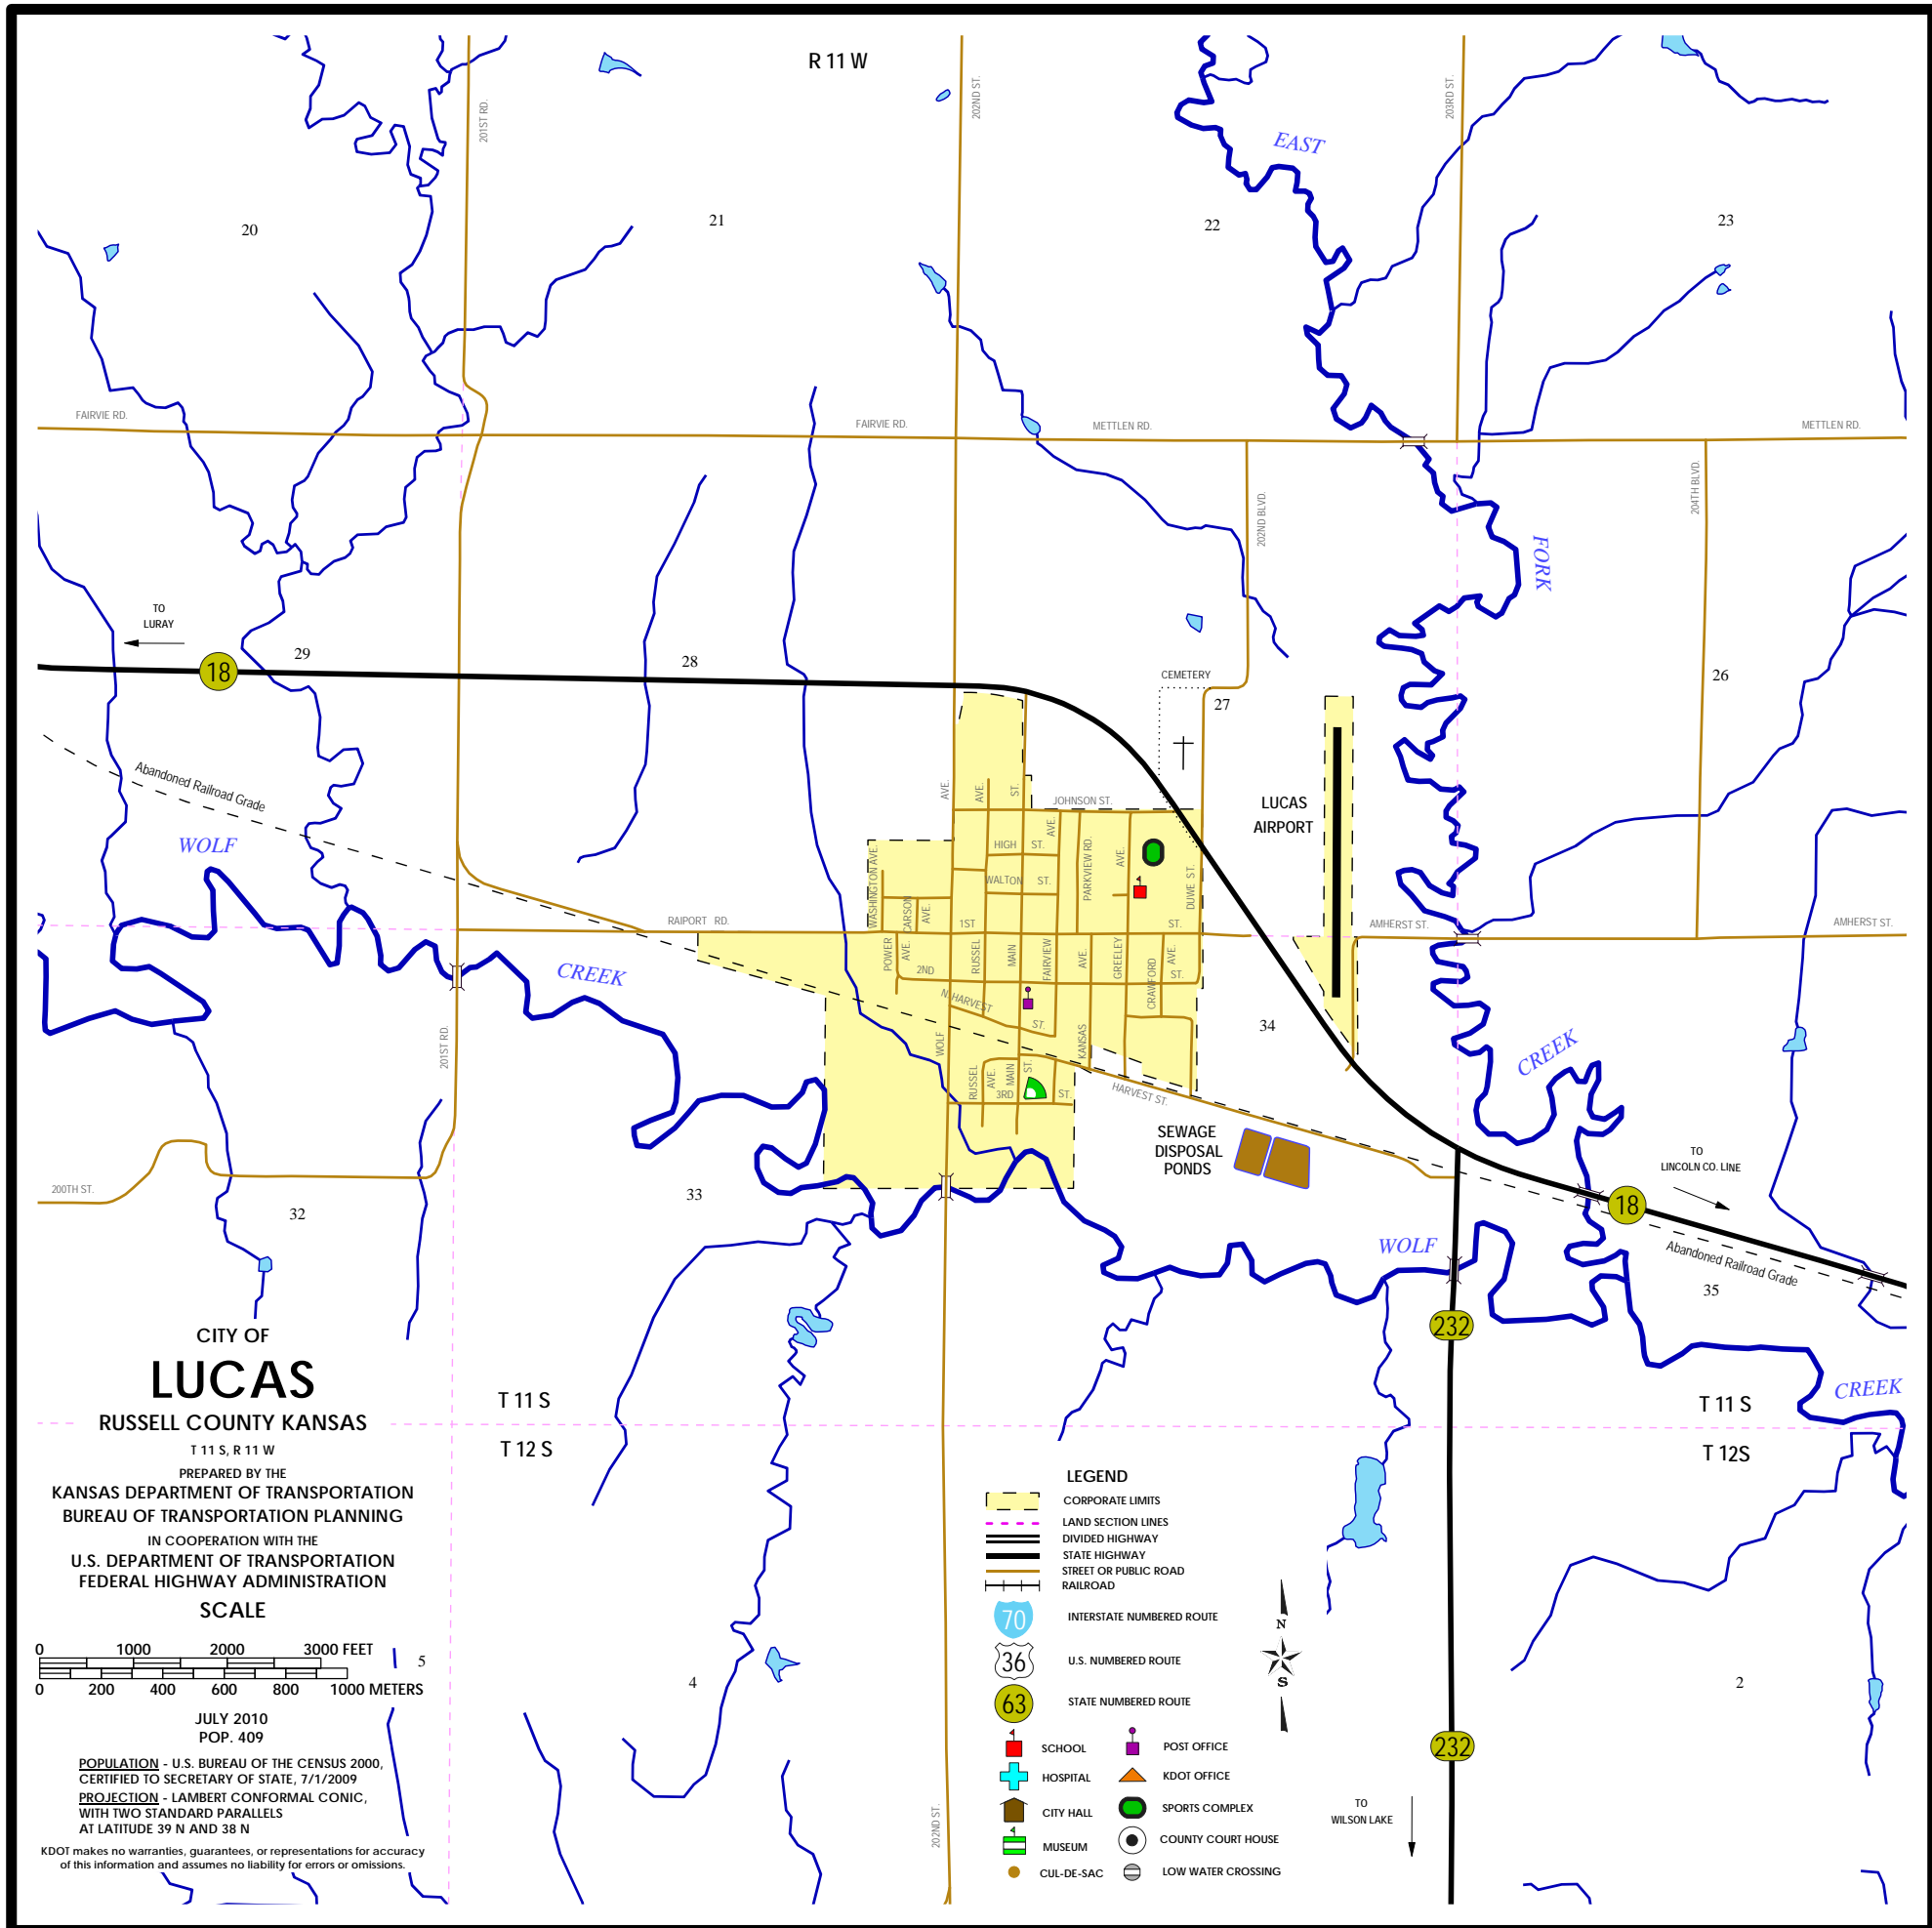 R 11 W
201ST RD.
202ND ST.
203RD ST.
EAST
20
21
22
23
FAIRVIE RD.
FAIRVIE RD.
METTLEN RD.
METTLEN RD.
202ND BLVD.
204TH BLVD.
FORK
TO
LURAY
18
29
28
CEMETERY
27
26
Abandoned Railroad Grade
WOLF
AVE.
AVE.
ST.
JOHNSON ST.
LUCAS
AIRPORT
HIGH ST.
AVE.
PARKVIEW RD.
AVE.
WASHINGTON AVE.
WALTON ST.
DUWE ST.
CARSON
AVE.
RAIPORT RD.
1ST ST.
AMHERST ST.
AMHERST ST.
POWER
AVE.
RUSSEL
MAIN
FAIRVIEW
AVE.
GREELEY
CRAWFORD
AVE.
2ND ST.
CREEK
N. HARVEST ST.
34
201ST RD.
WOLF
KANSAS
CREEK
RUSSEL
AVE.
MAIN
ST.
3RD ST.
HARVEST ST.
SEWAGE
DISPOSAL
PONDS
TO
LINCOLN CO. LINE
200TH ST.
32
33
18
WOLF
Abandoned Railroad Grade
35
232
CREEK
CITY OF
LUCAS
RUSSELL COUNTY KANSAS
T 11 S, R 11 W
PREPARED BY THE
KANSAS DEPARTMENT OF TRANSPORTATION
BUREAU OF TRANSPORTATION PLANNING
IN COOPERATION WITH THE
U.S. DEPARTMENT OF TRANSPORTATION
FEDERAL HIGHWAY ADMINISTRATION
SCALE
0 1000 2000 3000 FEET
0 200 400 600 800 1000 METERS
JULY 2010
POP. 409
POPULATION - U.S. BUREAU OF THE CENSUS 2000,
CERTIFIED TO SECRETARY OF STATE, 7/1/2009
PROJECTION - LAMBERT CONFORMAL CONIC,
WITH TWO STANDARD PARALLELS
AT LATITUDE 39 N AND 38 N
KDOT makes no warranties, guarantees, or representations for accuracy
of this information and assumes no liability for errors or omissions.
T 11 S
T 12 S
T 11 S
T 12S
5
4
2
202ND ST.
LEGEND
CORPORATE LIMITS
LAND SECTION LINES
DIVIDED HIGHWAY
STATE HIGHWAY
STREET OR PUBLIC ROAD
RAILROAD
70 INTERSTATE NUMBERED ROUTE
36 U.S. NUMBERED ROUTE
63 STATE NUMBERED ROUTE
SCHOOL
POST OFFICE
HOSPITAL
KDOT OFFICE
CITY HALL
SPORTS COMPLEX
MUSEUM
COUNTY COURT HOUSE
CUL-DE-SAC
LOW WATER CROSSING
N
S
232
TO
WILSON LAKE